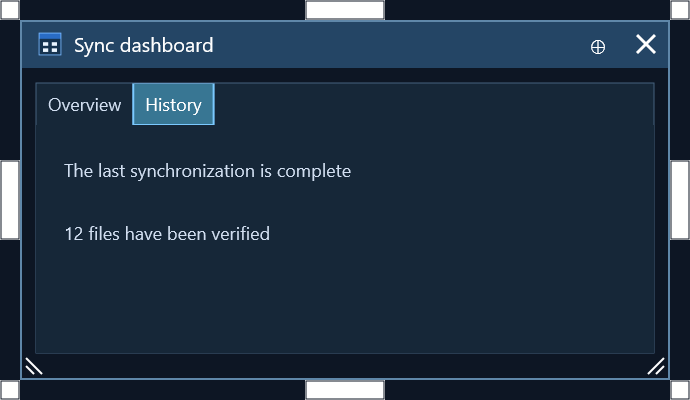 Sync dashboard
Overview
History
The last synchronization is complete
12 files have been verified